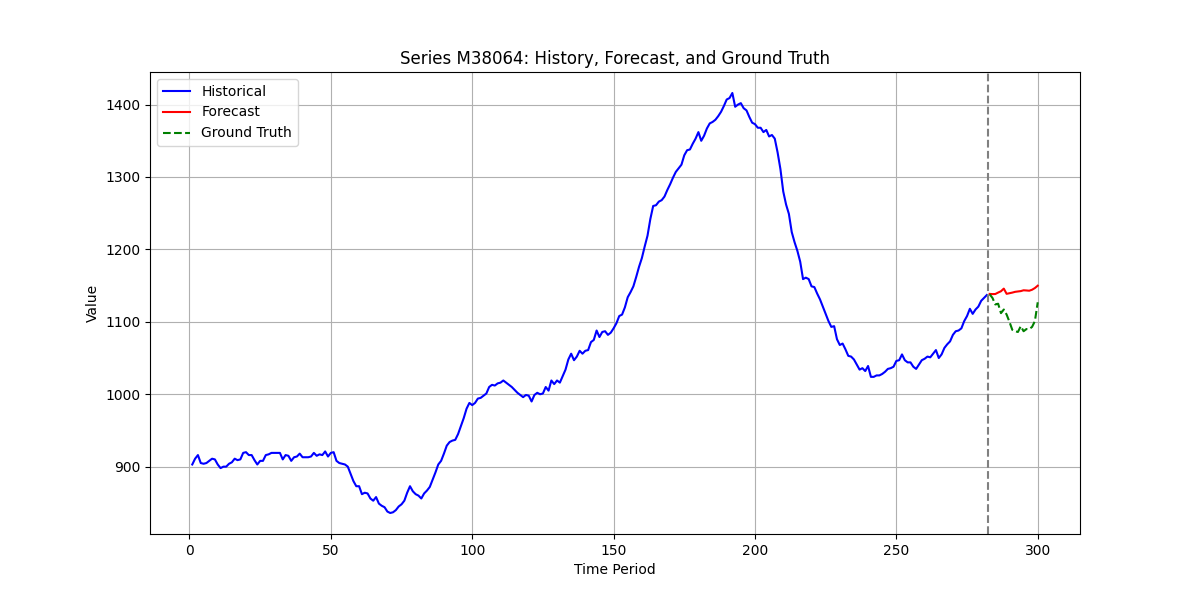 Series M38064: History, Forecast, and Ground Truth
Historical
Forecast
Ground Truth
1400
1300
1200
1100
1000
900
Value
0 50 100 150 200 250 300
Time Period